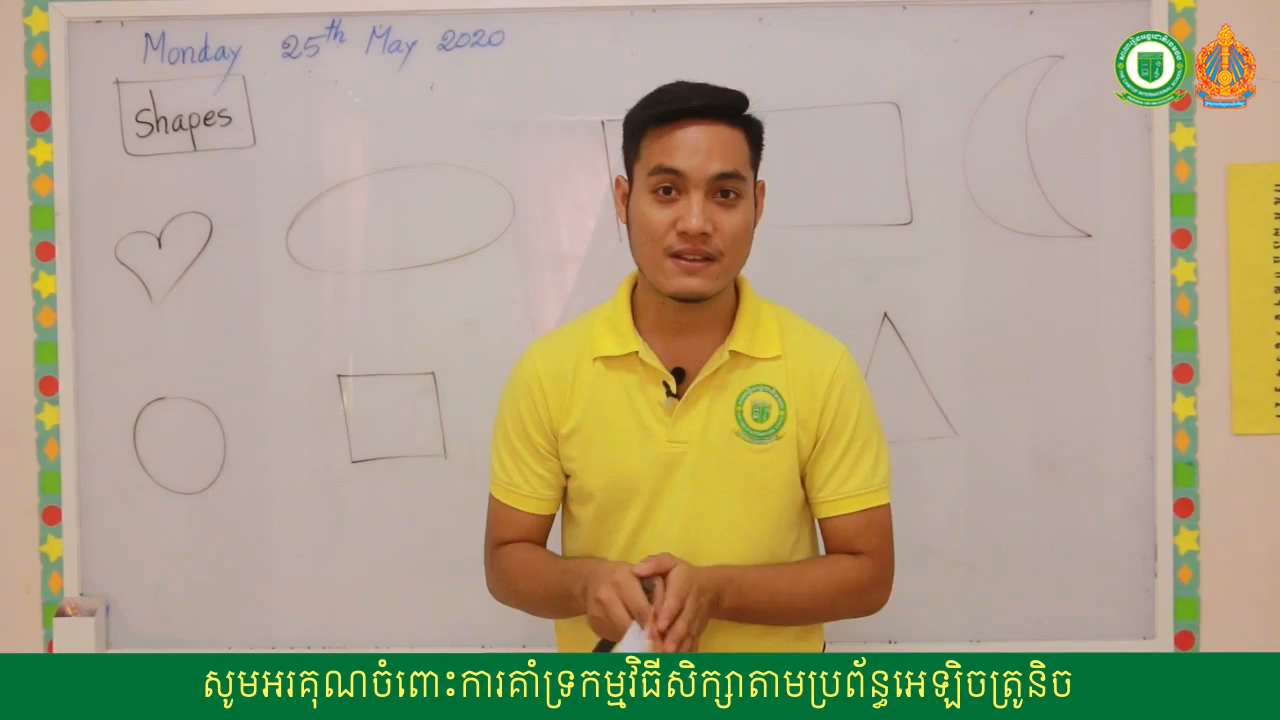 Monday 25th May 2020
Shapes
សូមអរគុណចំពោះការគាំទ្រកម្មវិធីសិក្សាតាមប្រព័ន្ធអេឡិចត្រូនិច